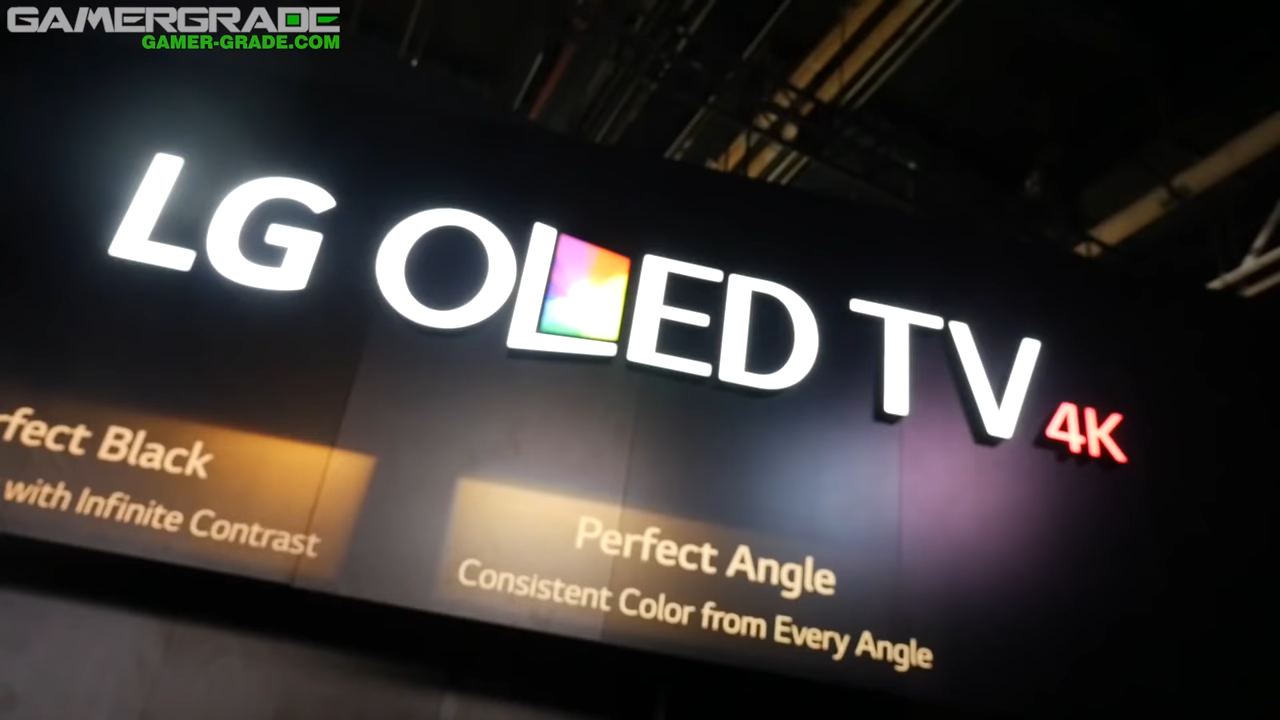 GAMERGRADE
GAMER-GRADE.COM
LG OLED TV 4K
rfect Black
with Infinite Contrast
Perfect Angle
Consistent Color from Every Angle